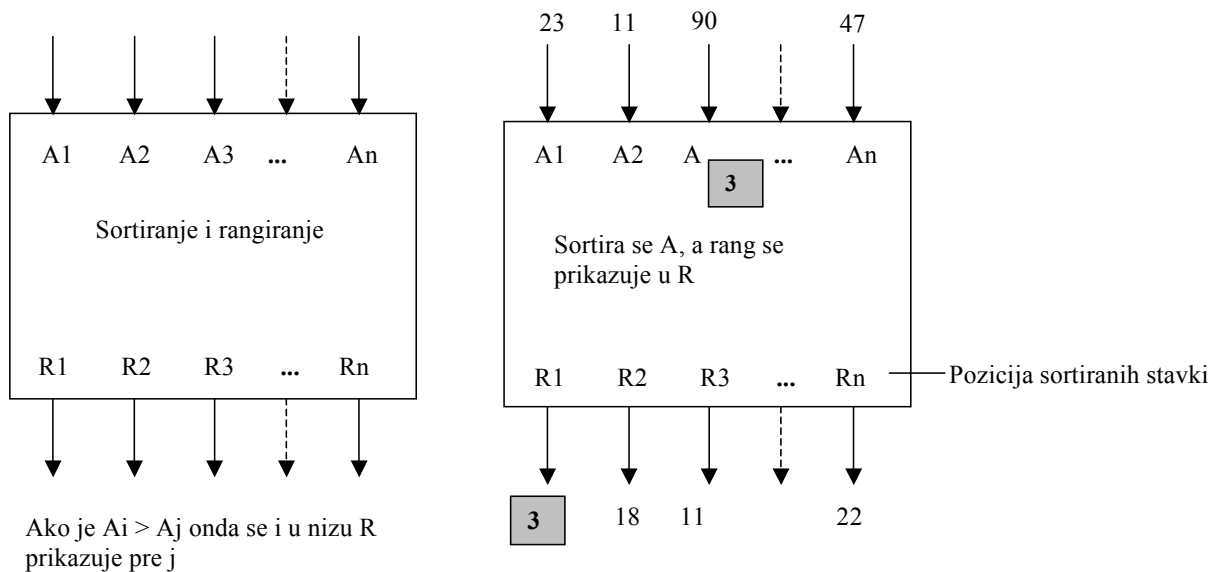 23 11 90 47
A1 A2 A3 ... An
A1 A2 A 3 ... An
Sortiranje i rangiranje
Sortira se A, a rang se
prikazuje u R
R1 R2 R3 ... Rn
R1 R2 R3 ... Rn
Pozicija sortiranih stavki
3 18 11 22
Ako je Ai > Aj onda se i u nizu R
prikazuje pre j